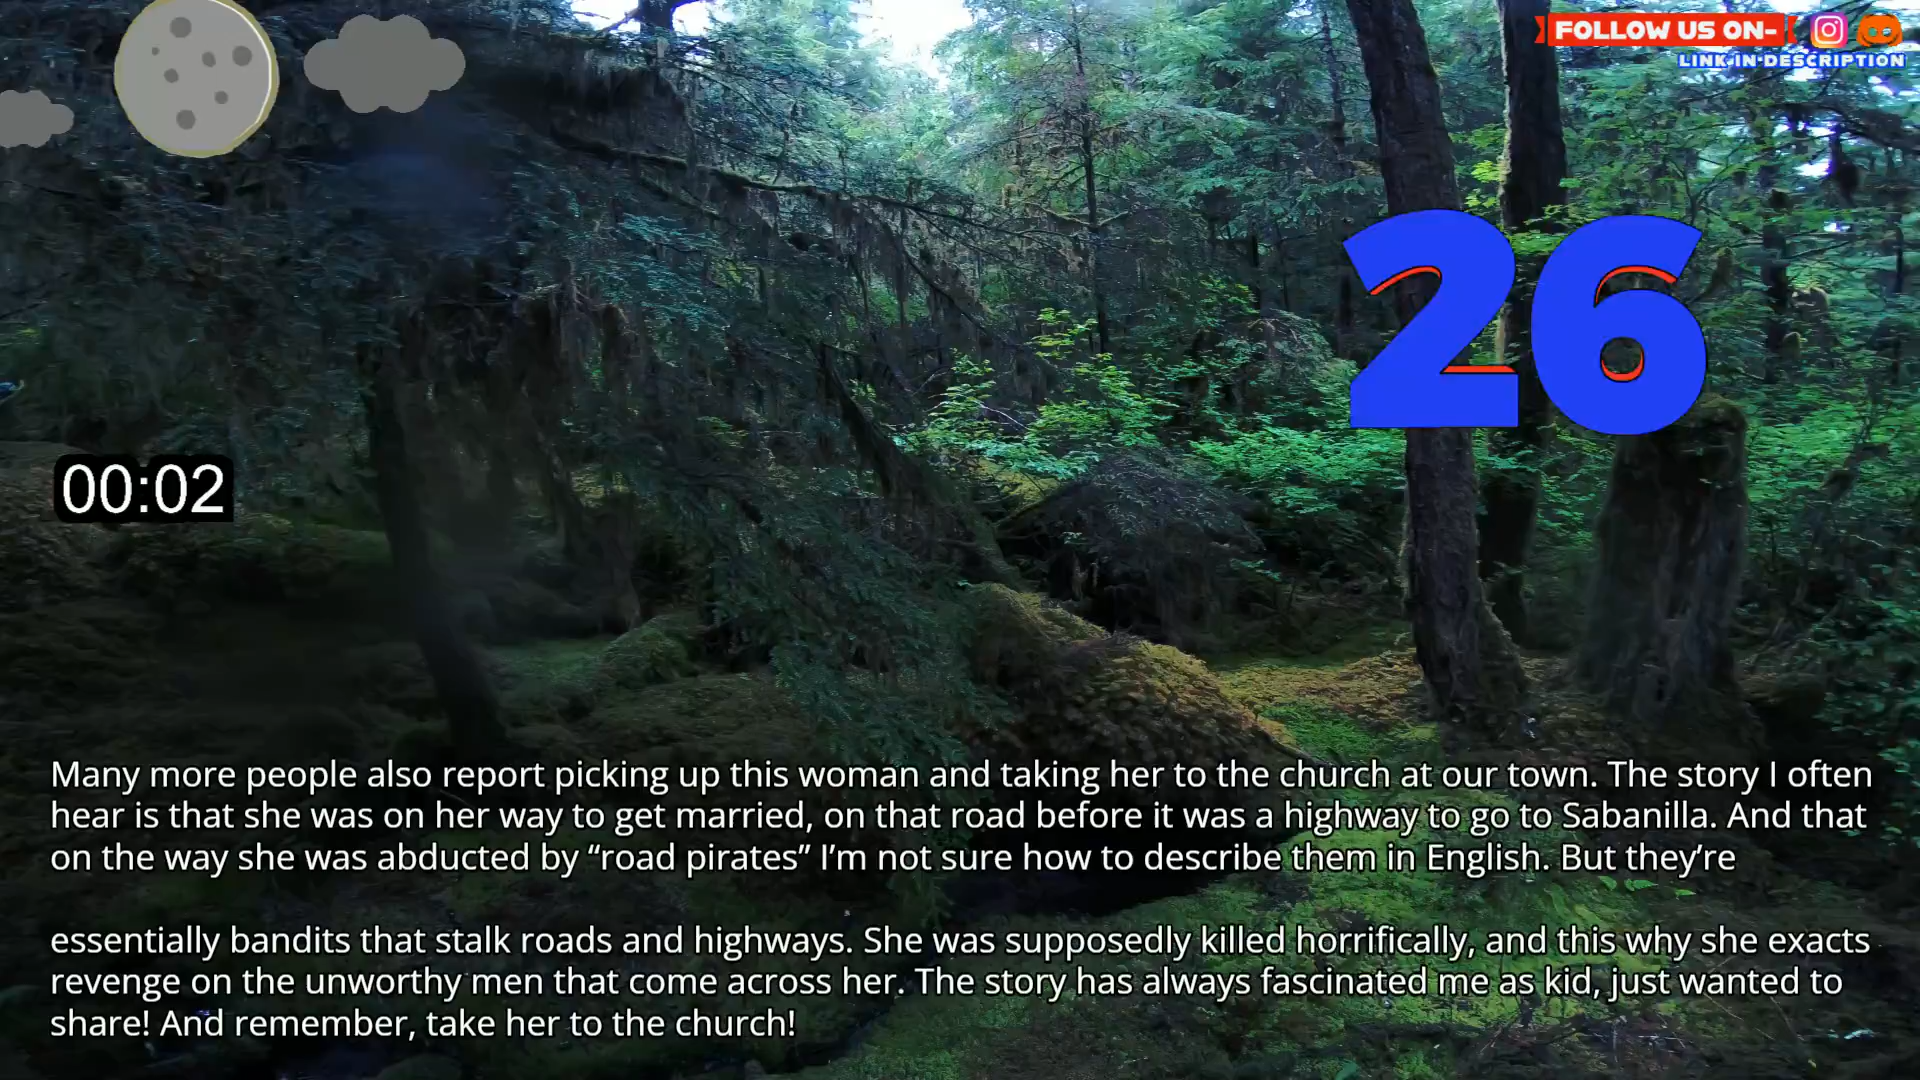 FOLLOW US ON-
LINK-IN-DESCRIPTION
26
00:02
Many more people also report picking up this woman and taking her to the church at our town. The story I often
hear is that she was on her way to get married, on that road before it was a highway to go to Sabanilla. And that
on the way she was abducted by “road pirates” I’m not sure how to describe them in English. But they’re
essentially bandits that stalk roads and highways. She was supposedly killed horrifically, and this why she exacts
revenge on the unworthy men that come across her. The story has always fascinated me as kid, just wanted to
share! And remember, take her to the church!